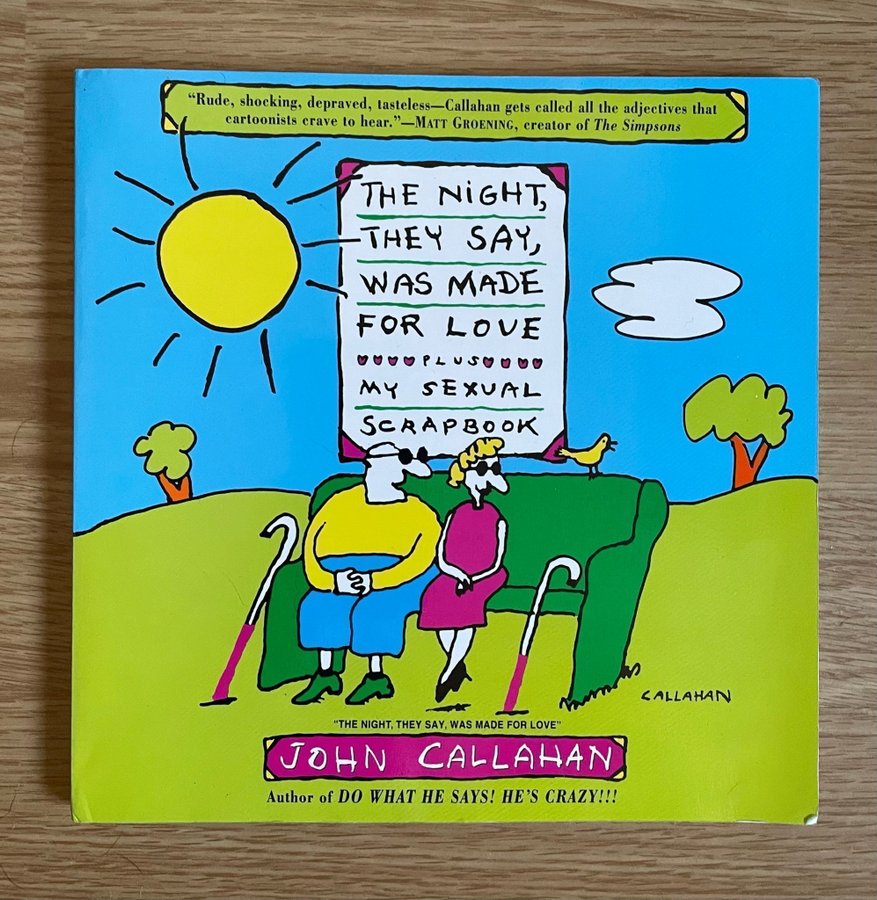 “Rude, shocking, depraved, tasteless—Callahan gets called all the adjectives that
cartoonists crave to hear.”—MATT GROENING, creator of The Simpsons
THE NiGHT,
THEY SAY,
WAS MADE
FOR LOVE
PLUS
MY SEXUAL
SCRAPBOOK
CALLAHAN
"THE NIGHT, THEY SAY, WAS MADE FOR LOVE"
JOHN CALLAHAN
Author of DO WHAT HE SAYS! HE'S CRAZY!!!